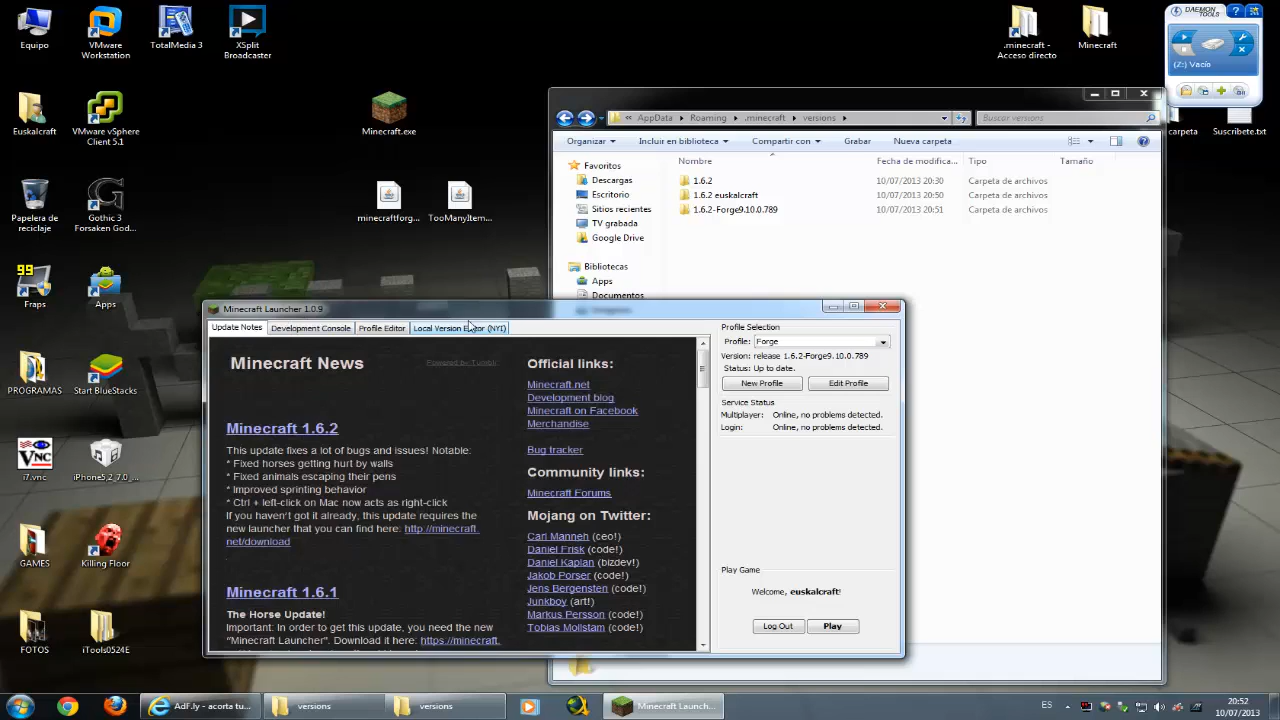 Equipo
VMware Workstation
TotalMedia 3
XSplit Broadcaster
.minecraft - Acceso directo
Minecraft
DAEMON TOOLS
(Z:) Vacío
Euskalcraft
VMware vSphere Client 5.1
Minecraft.exe
carpeta
Suscribete.txt
Papelera de reciclaje
Gothic 3 Forsaken God...
minecraftforg...
TooManyItem...
99
Fraps
Apps
PROGRAMAS
Start BlueStacks
i7.vnc
iPhone5,2_7.0_...
GAMES
Killing Floor
FOTOS
iTools0524E
AppData
Roaming
.minecraft
versions
Buscar versions
Organizar
Incluir en biblioteca
Compartir con
Grabar
Nueva carpeta
Favoritos
Descargas
Escritorio
Sitios recientes
TV grabada
Google Drive
Bibliotecas
Apps
Documentos
Nombre
Fecha de modifica...
Tipo
Tamaño
1.6.2 10/07/2013 20:30 Carpeta de archivos
1.6.2 euskalcraft 10/07/2013 20:50 Carpeta de archivos
1.6.2-Forge9.10.0.789 10/07/2013 20:51 Carpeta de archivos
Minecraft Launcher 1.0.9
Update Notes
Development Console
Profile Editor
Local Version Editor (NYI)
Minecraft News
Powered by Tumblr
Minecraft 1.6.2
This update fixes a lot of bugs and issues! Notable:
* Fixed horses getting hurt by walls
* Fixed animals escaping their pens
* Improved sprinting behavior
* Ctrl + left-click on Mac now acts as right-click
If you haven't got it already, this update requires the
new launcher that you can find here: http://minecraft.
net/download
.
Minecraft 1.6.1
The Horse Update!
Important: In order to get this update, you need the new
"Minecraft Launcher". Download it here: https://minecraft.
Official links:
Minecraft.net
Development blog
Minecraft on Facebook
Merchandise
Bug tracker
Community links:
Minecraft Forums
Mojang on Twitter:
Carl Manneh (ceo!)
Daniel Frisk (code!)
Daniel Kaplan (bizdev!)
Jakob Porser (code!)
Jens Bergensten (code!)
Junkboy (art!)
Markus Persson (code!)
Tobias Mollstam (code!)
Profile Selection
Profile: Forge
Version: release 1.6.2-Forge9.10.0.789
Status: Up to date.
New Profile
Edit Profile
Service Status
Multiplayer: Online, no problems detected.
Login: Online, no problems detected.
Play Game
Welcome, euskalcraft!
Log Out
Play
AdF.ly - acorta tu...
versions
versions
Minecraft Launch...
ES
20:52
10/07/2013